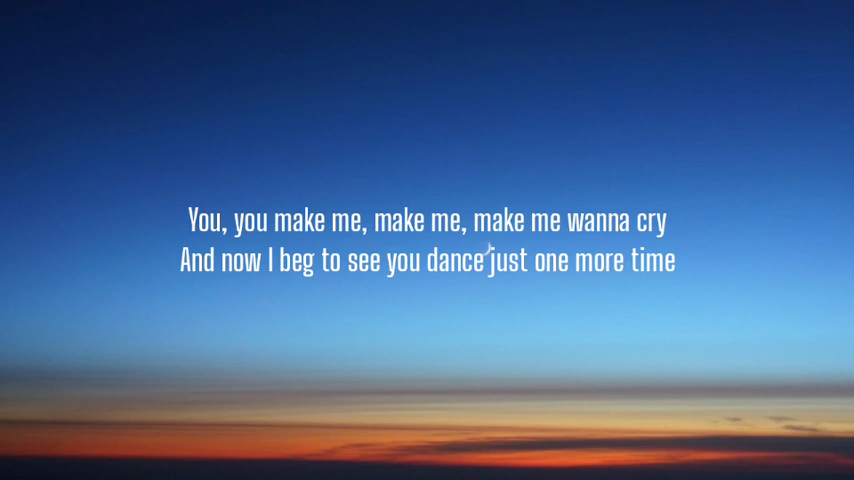 You, you make me, make me, make me wanna cry
And now I beg to see you dance just one more time